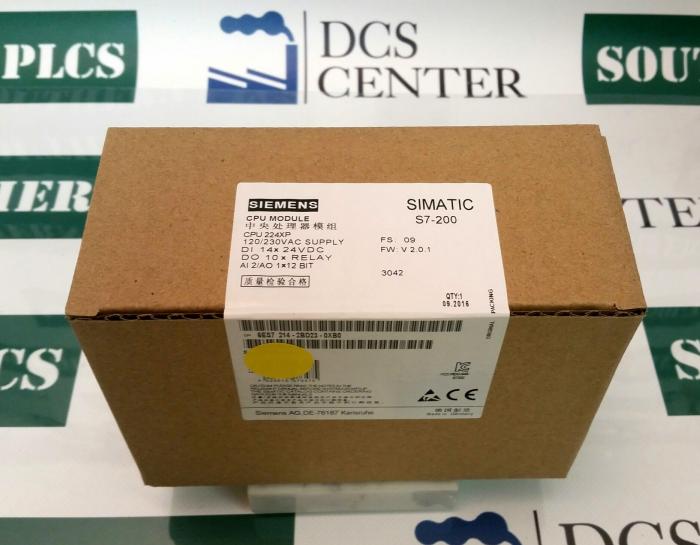 PLCS
DCS
CENTER
SOUT
IER
CS
SIEMENS
SIMATIC
S7-200
CPU MODULE
中央处理器模组
CPU 224XP
120/230VAC SUPPLY
DI 14x 24VDC
DO 10x RELAY
AI 2/AO 1x12 BIT
质量检验合格
FS: 09
FW: V 2.0.1
3042
QTY:1
09.2016
PACKING
6ES7 214-2BD23-0XB0
CE
Siemens AG, DE-76187 Karlsruhe
德国制造
Made in Germany
DCS